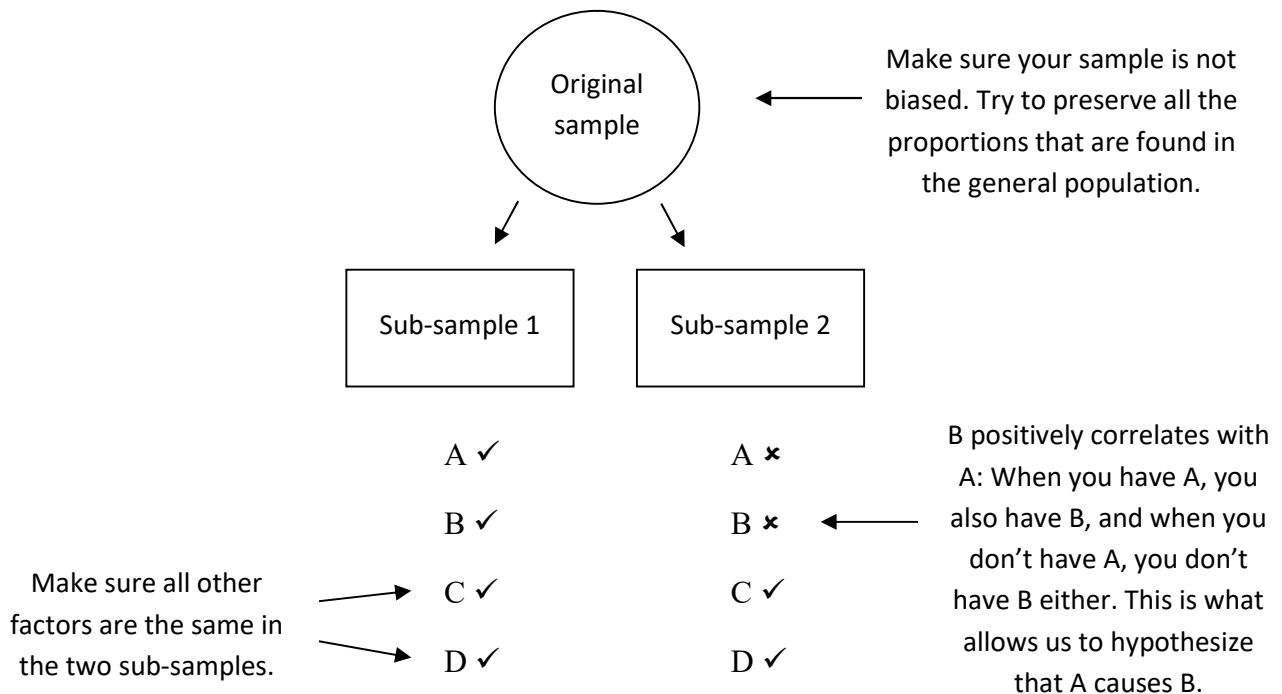 Original
sample
Make sure your sample is not
biased. Try to preserve all the
proportions that are found in
the general population.
Sub-sample 1
Sub-sample 2
A ✓
A ×
B ✓
B ×
C ✓
C ✓
D ✓
D ✓
B positively correlates with
A: When you have A, you
also have B, and when you
don’t have A, you don’t
have B either. This is what
allows us to hypothesize
that A causes B.
Make sure all other
factors are the same in
the two sub-samples.